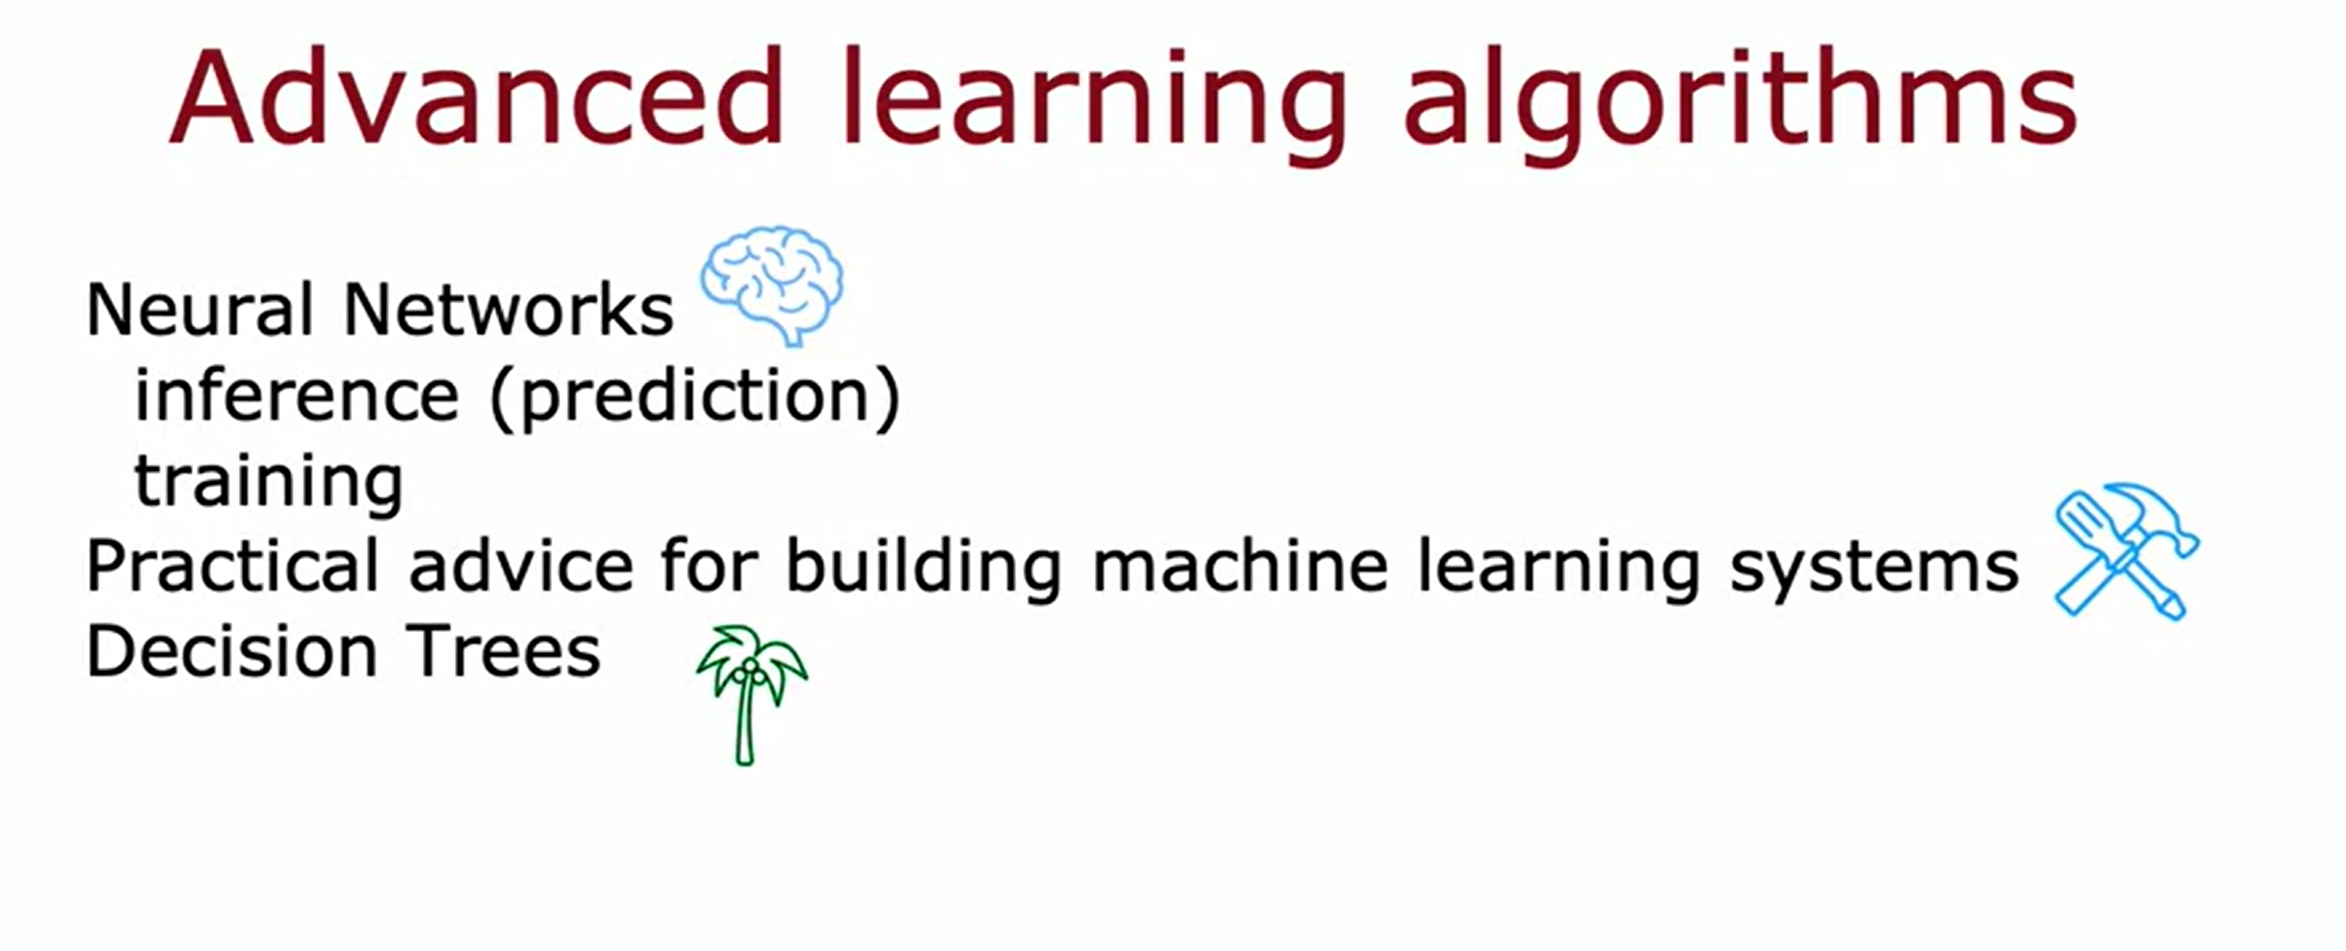 Advanced learning algorithms
Neural Networks
inference (prediction)
training
Practical advice for building machine learning systems
Decision Trees